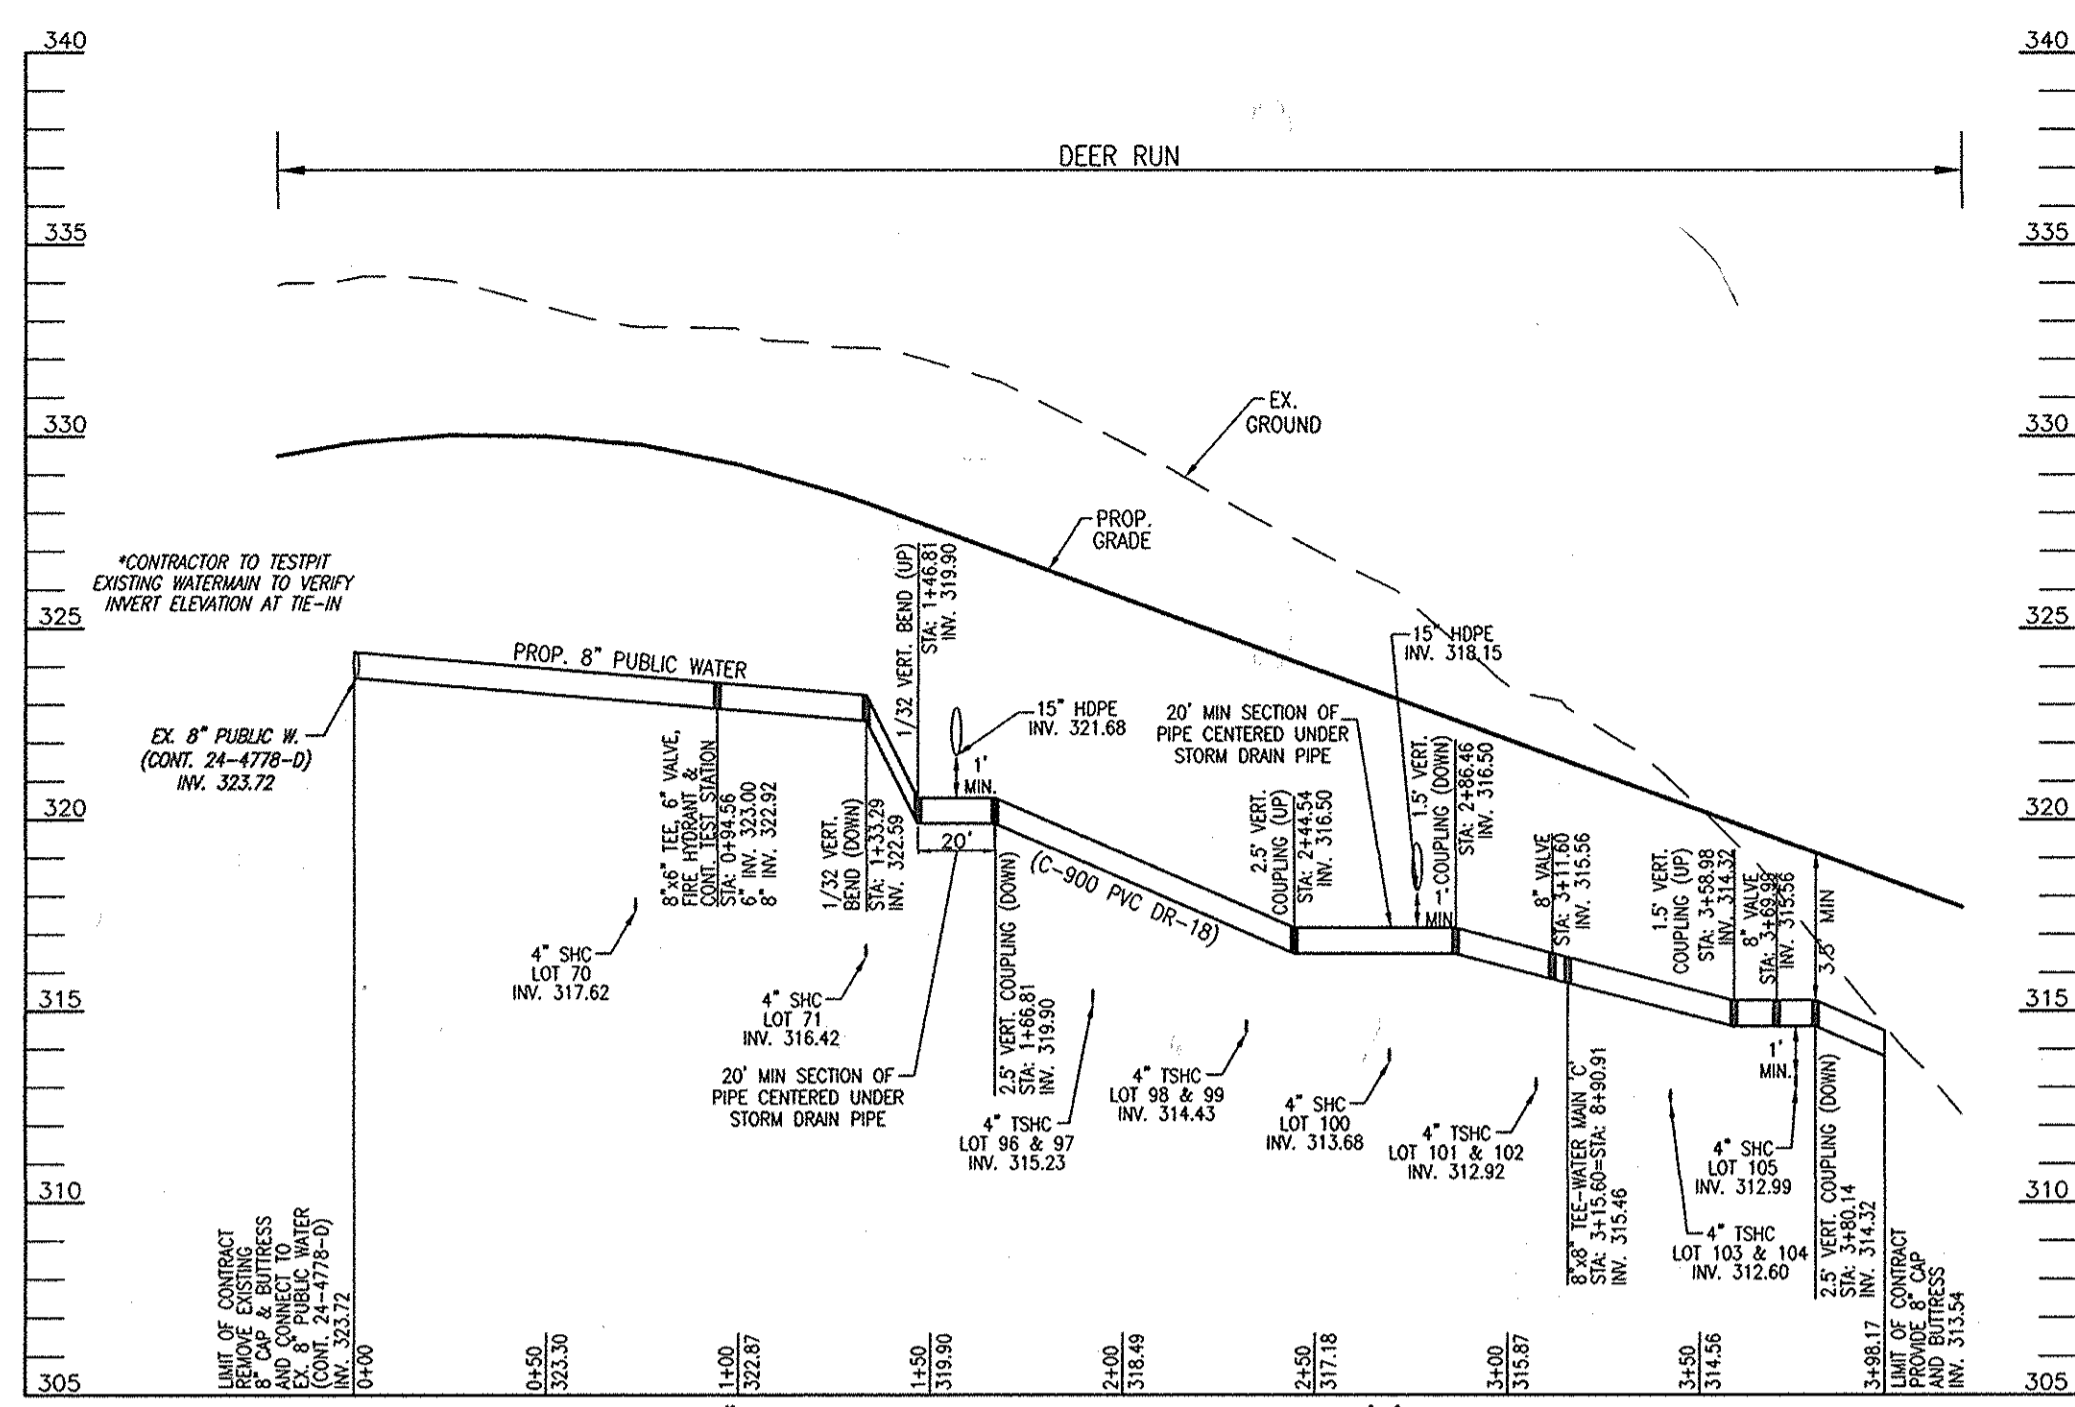 340
340
DEER RUN
335
335
330
330
EX.
GROUND
PROP.
GRADE
*CONTRACTOR TO TESTPIT
EXISTING WATERMAIN TO VERIFY
INVERT ELEVATION AT TIE-IN
325
325
PROP. 8" PUBLIC WATER
EX. 8" PUBLIC W.
(CONT. 24-4778-D)
INV. 323.72
8"x6" TEE, 6" VALVE,
FIRE HYDRANT &
CONT. TEST STATION
STA: 0+94.56
6" INV. 323.00
8" INV. 322.92
1/32 VERT.
BEND (DOWN)
STA: 1+33.29
INV. 322.59
1/32 VERT. BEND (UP)
STA: 1+46.81
INV. 319.90
15" HDPE
INV. 321.68
1'
MIN.
20'
20' MIN SECTION OF
PIPE CENTERED UNDER
STORM DRAIN PIPE
15" HDPE
INV. 318.15
2.5' VERT.
COUPLING (UP)
STA: 2+44.54
INV. 316.50
1'
MIN
1.5' VERT.
COUPLING (DOWN)
STA: 2+86.46
INV. 316.50
8" VALVE
STA: 3+11.60
INV. 315.56
1.5' VERT.
COUPLING (UP)
STA: 3+58.98
INV. 314.32
8" VALVE
STA: 3+69.99
INV. 315.56
3.5' MIN
320
320
(C-900 PVC DR-18)
4" SHC
LOT 70
INV. 317.62
4" SHC
LOT 71
INV. 316.42
20' MIN SECTION OF
PIPE CENTERED UNDER
STORM DRAIN PIPE
2.5' VERT. COUPLING (DOWN)
STA: 1+66.81
INV. 319.90
4" TSHC
LOT 96 & 97
INV. 315.23
4" TSHC
LOT 98 & 99
INV. 314.43
4" SHC
LOT 100
INV. 313.68
4" TSHC
LOT 101 & 102
INV. 312.92
8"x8" TEE-WATER MAIN 'C'
STA: 3+15.60=STA: 8+90.91
INV. 315.46
1'
MIN.
4" SHC
LOT 105
INV. 312.99
4" TSHC
LOT 103 & 104
INV. 312.60
2.5' VERT. COUPLING (DOWN)
STA: 3+80.14
INV. 314.32
315
315
310
310
LIMIT OF CONTRACT
REMOVE EXISTING
8" CAP & BUTTRESS
AND CONNECT TO
EX. 8" PUBLIC WATER
(CONT. 24-4778-D)
INV. 323.72
0+00
0+50
323.30
1+00
322.87
1+50
319.90
2+00
318.49
2+50
317.18
3+00
315.87
3+50
314.56
3+98.17
LIMIT OF CONTRACT
PROVIDE 8" CAP
AND BUTTRESS
INV. 313.54
305
305